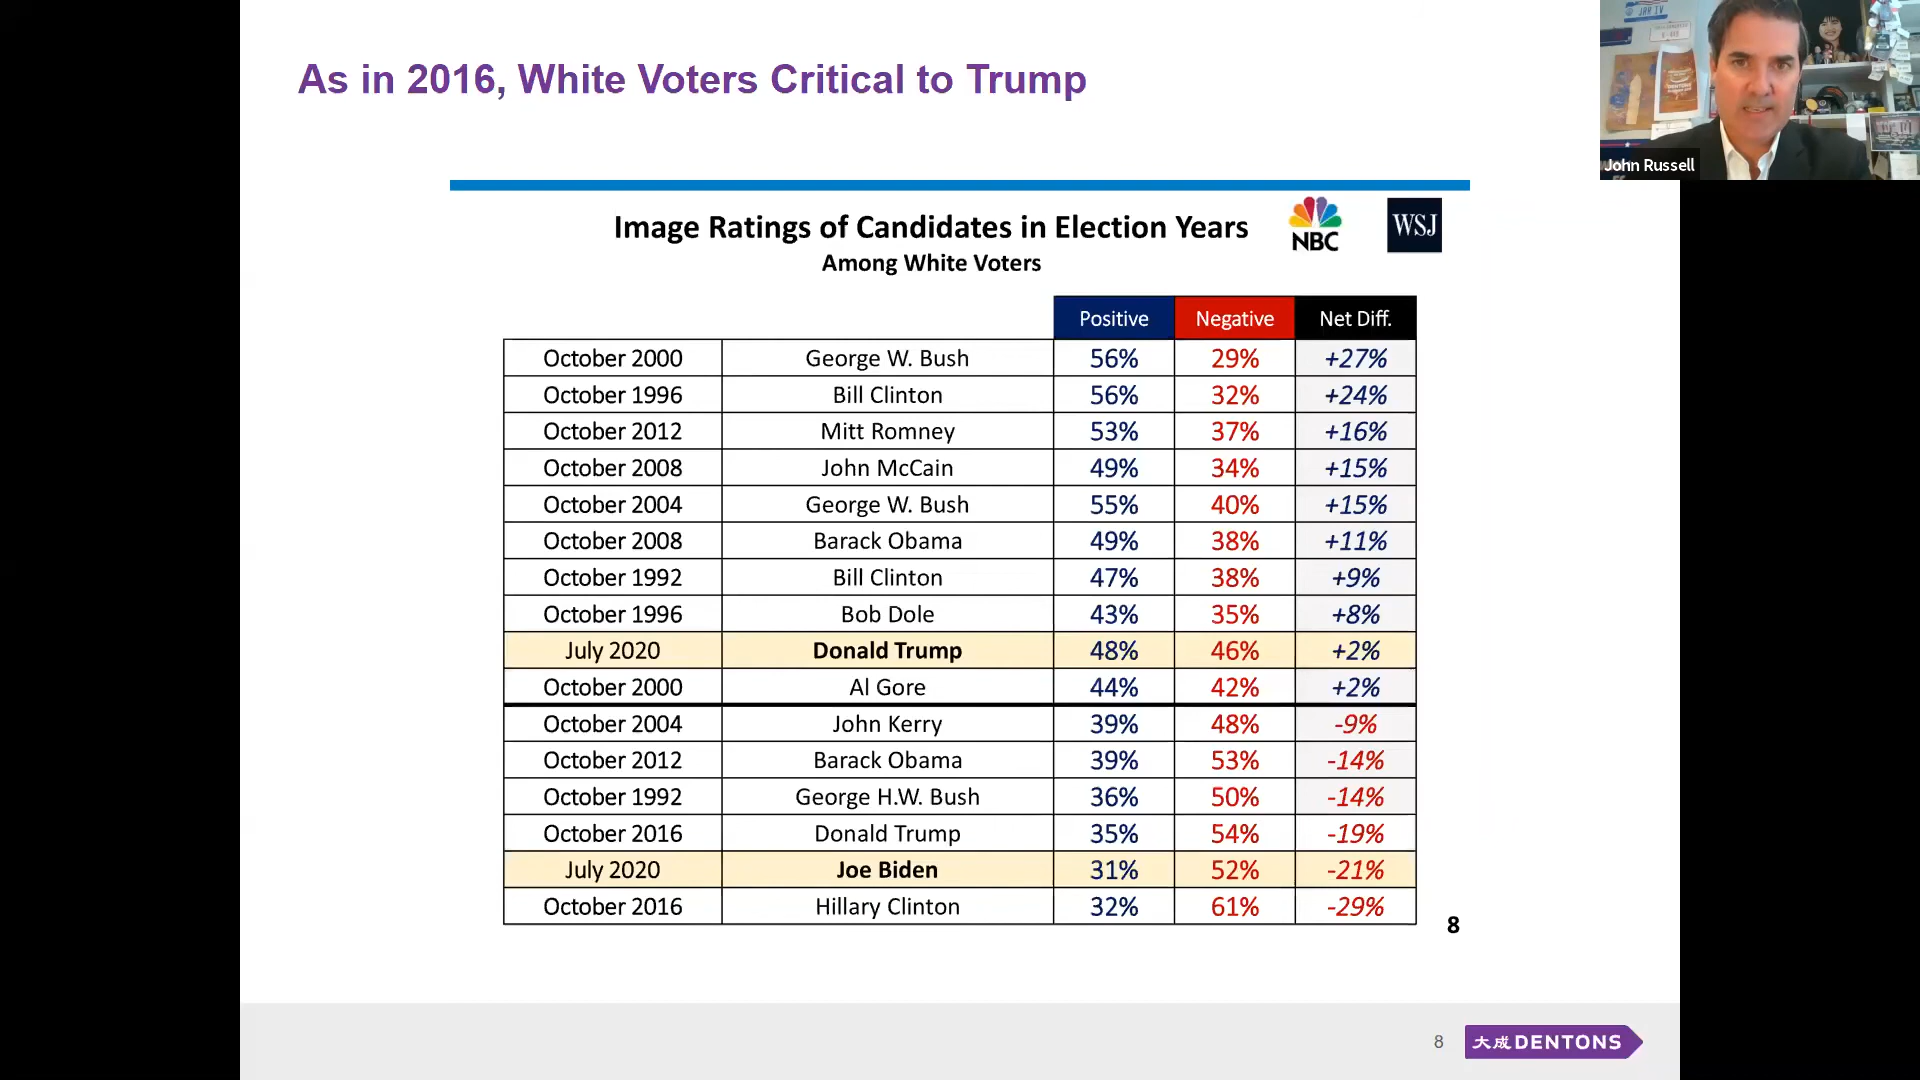 As in 2016, White Voters Critical to Trump
JRR IV
John Russell
Image Ratings of Candidates in Election Years
Among White Voters
NBC
WSJ
Positive Negative Net Diff.
October 2000 George W. Bush 56% 29% +27%
October 1996 Bill Clinton 56% 32% +24%
October 2012 Mitt Romney 53% 37% +16%
October 2008 John McCain 49% 34% +15%
October 2004 George W. Bush 55% 40% +15%
October 2008 Barack Obama 49% 38% +11%
October 1992 Bill Clinton 47% 38% +9%
October 1996 Bob Dole 43% 35% +8%
July 2020 Donald Trump 48% 46% +2%
October 2000 Al Gore 44% 42% +2%
October 2004 John Kerry 39% 48% -9%
October 2012 Barack Obama 39% 53% -14%
October 1992 George H.W. Bush 36% 50% -14%
October 2016 Donald Trump 35% 54% -19%
July 2020 Joe Biden 31% 52% -21%
October 2016 Hillary Clinton 32% 61% -29%
8
8 大成 DENTONS